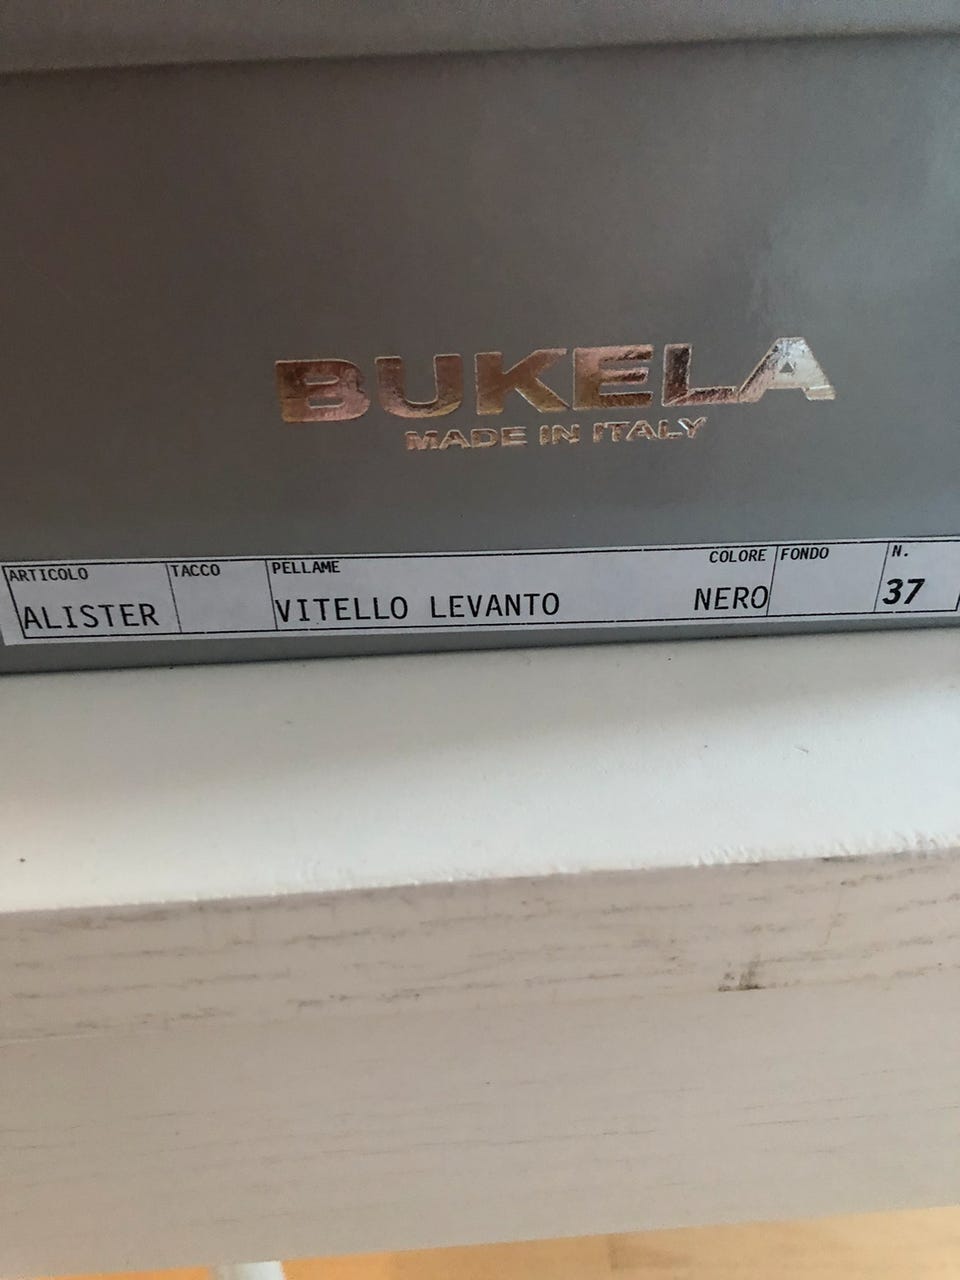 BUKELA
MADE IN ITALY
ARTICOLO TACCO PELLAME COLORE FONDO N.
ALISTER VITELLO LEVANTO NERO 37